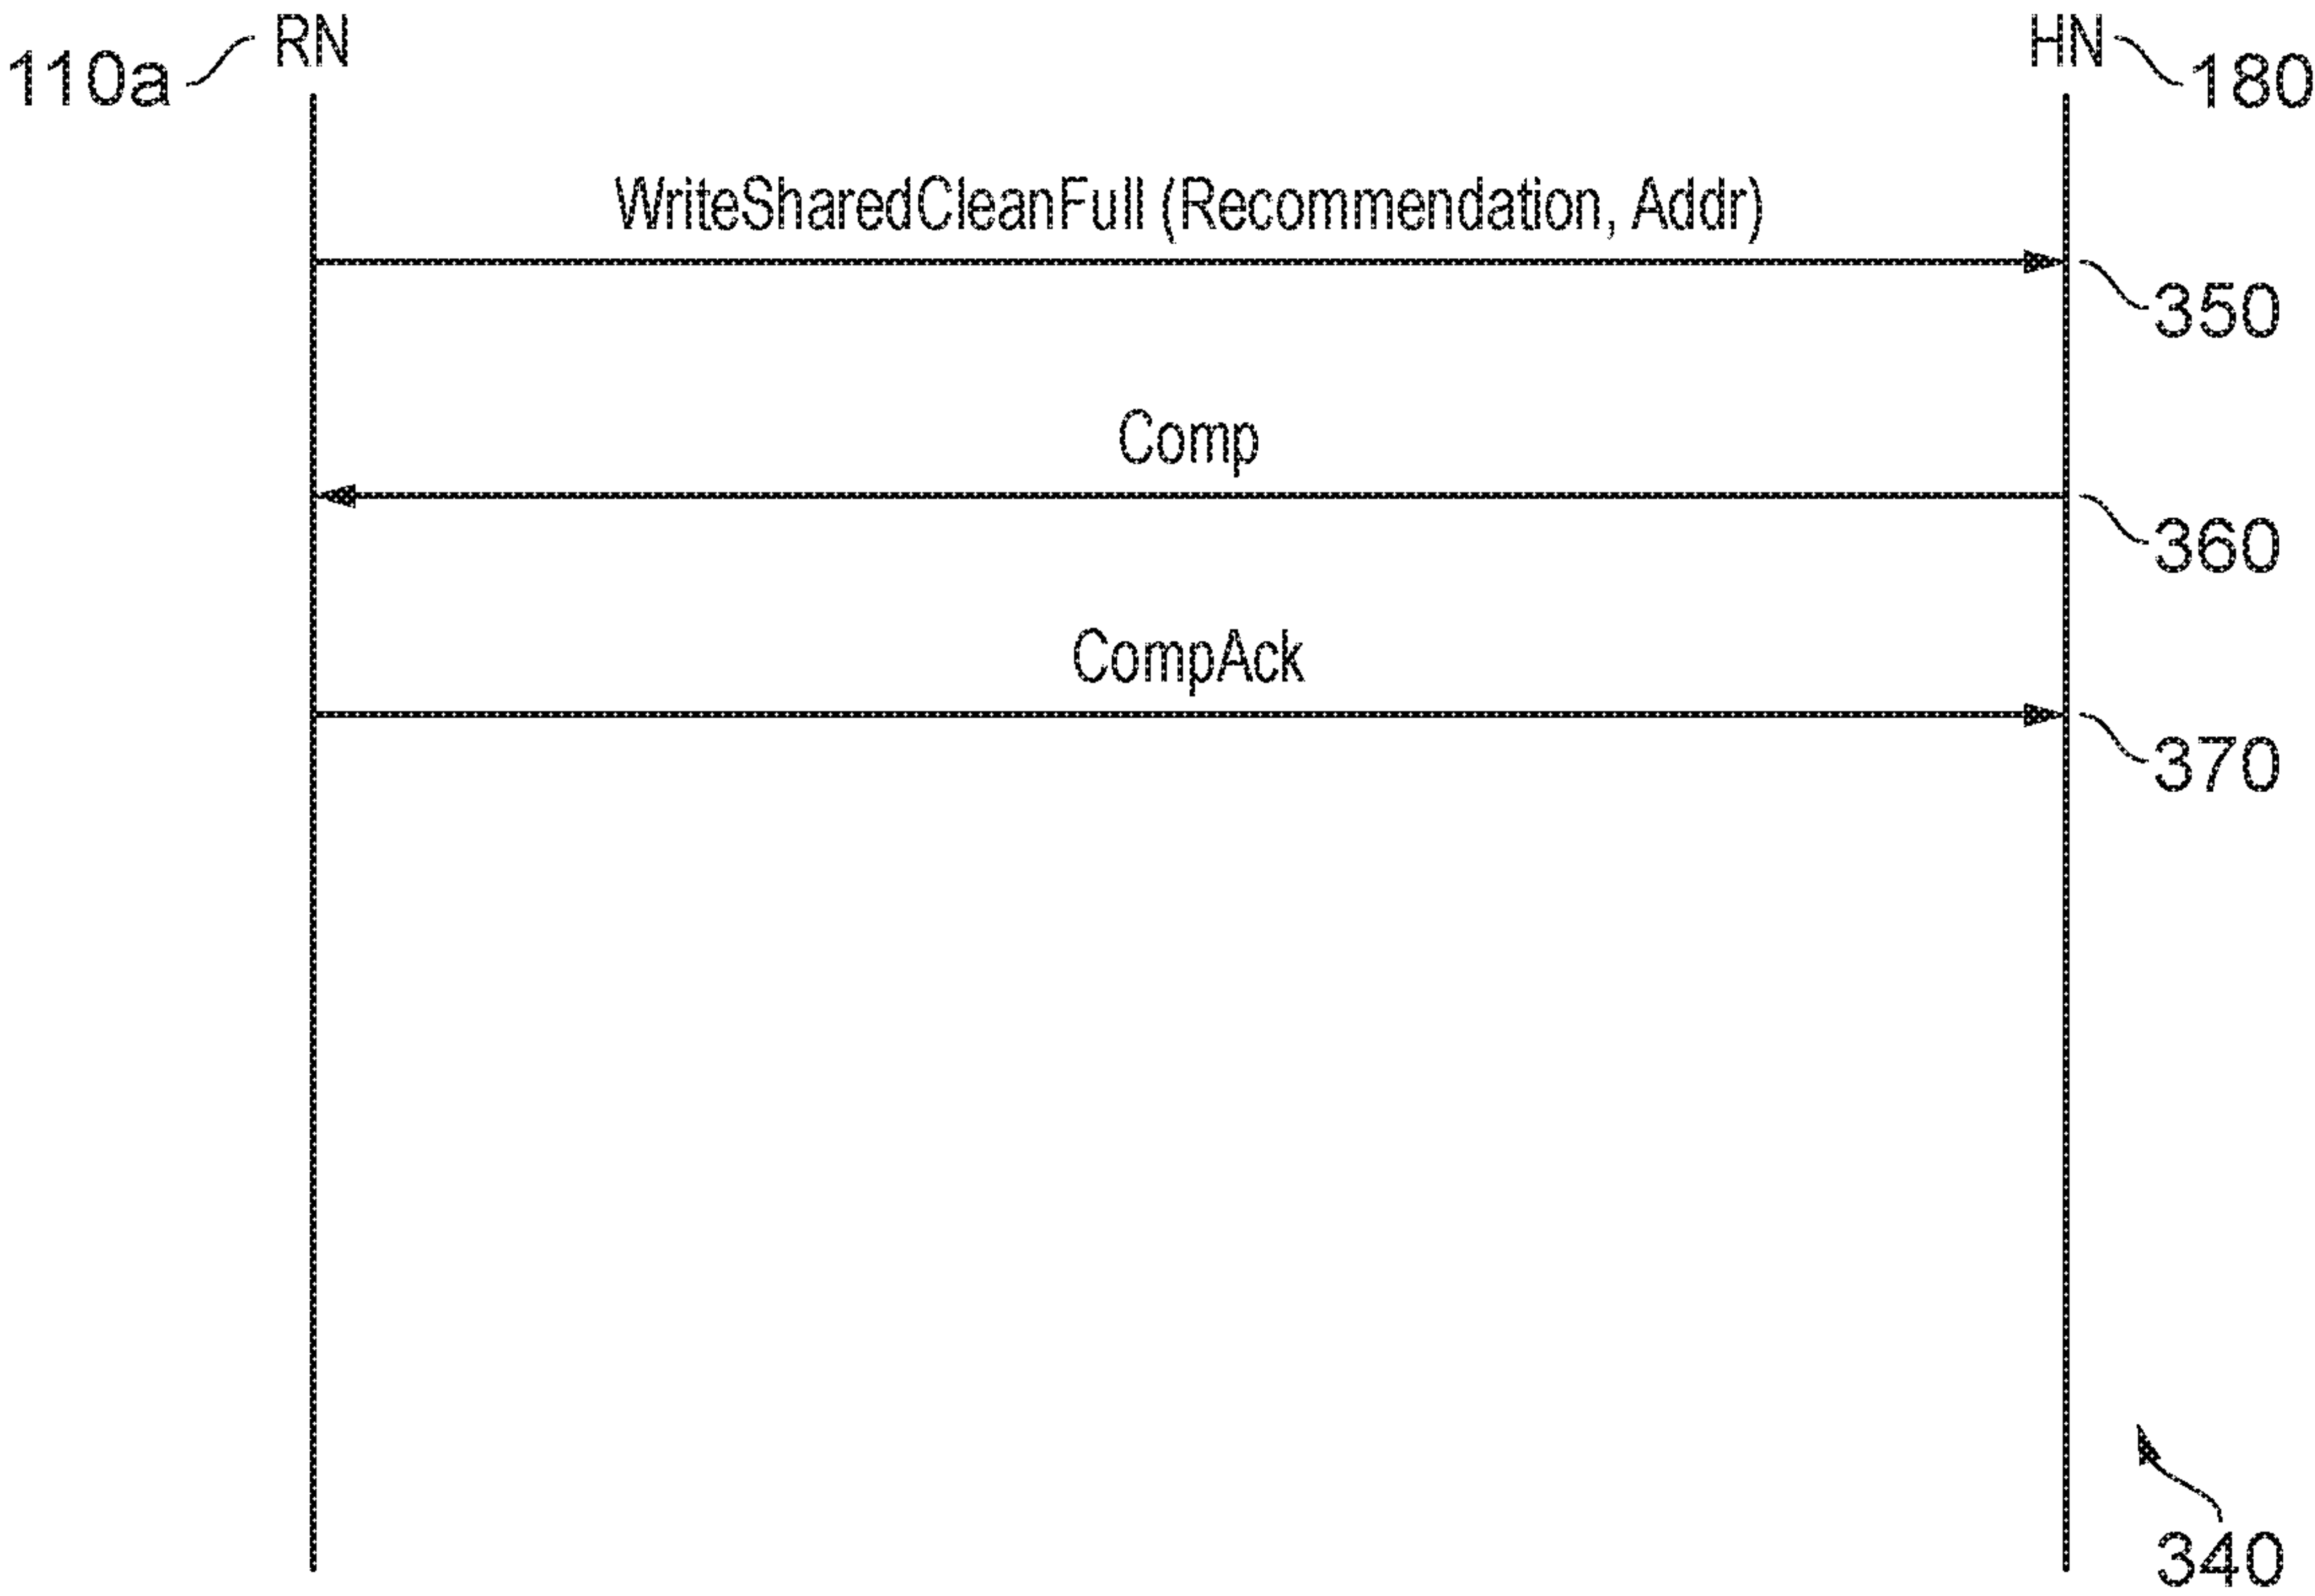 110a RN HN 180
WriteSharedCleanFull (Recommendation, Addr)
350
Comp
360
CompAck
370
340